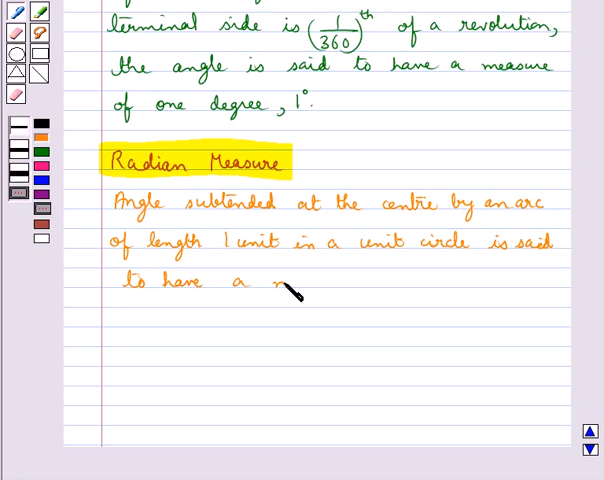 terminal side is (1/360)th of a revolution,
the angle is said to have a measure
of one degree, 1°.
Radian Measure
Angle subtended at the centre by an arc
of length 1 unit in a unit circle is said
to have a